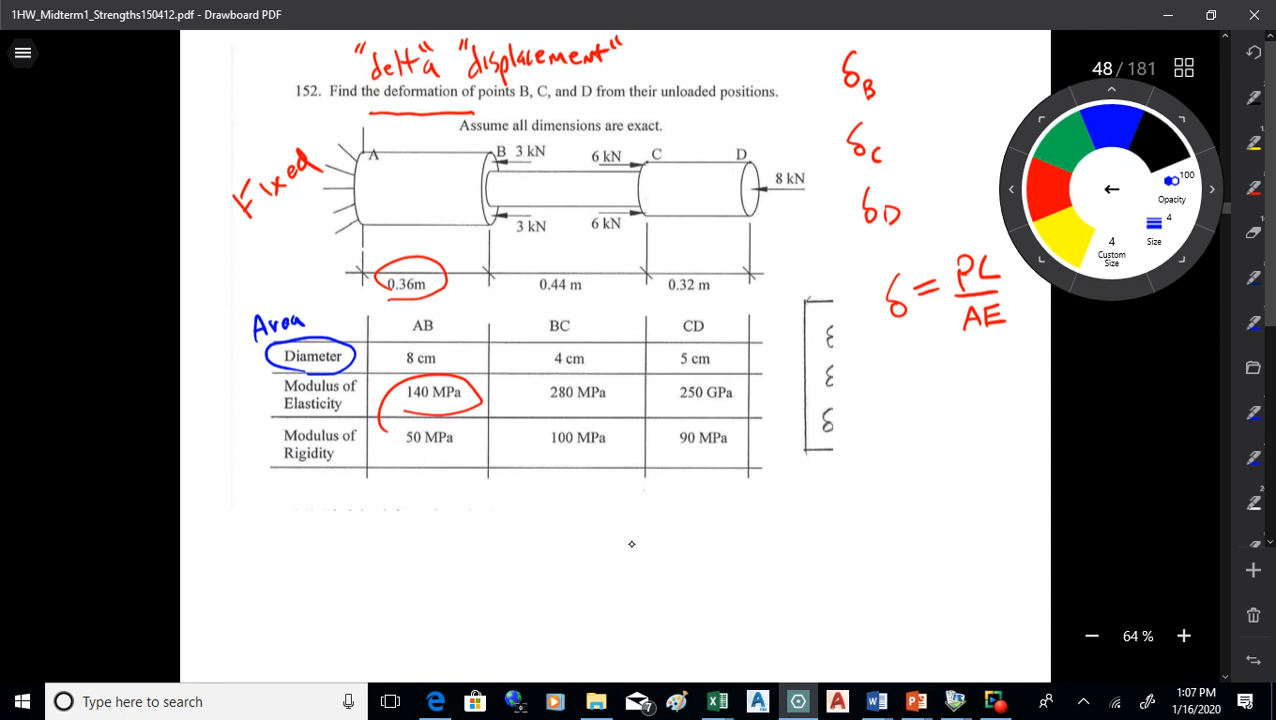 1HW_Midterm1_Strengths150412.pdf - Drawboard PDF
48 / 181
"delta" "displacement"
152. Find the deformation of points B, C, and D from their unloaded positions.
Assume all dimensions are exact.
Fixed
A
B 3 kN
6 kN
C
D
8 kN
3 kN
6 kN
0.36m
0.44 m
0.32 m
δB
δC
δD
δ = PL
AE
Area
AB
BC
CD
Diameter
8 cm
4 cm
5 cm
Modulus of
Elasticity
140 MPa
280 MPa
250 GPa
Modulus of
Rigidity
50 MPa
100 MPa
90 MPa
100
Opacity
4
Custom
Size
4
Size
2
64 %
Type here to search
7
1:07 PM
1/16/2020